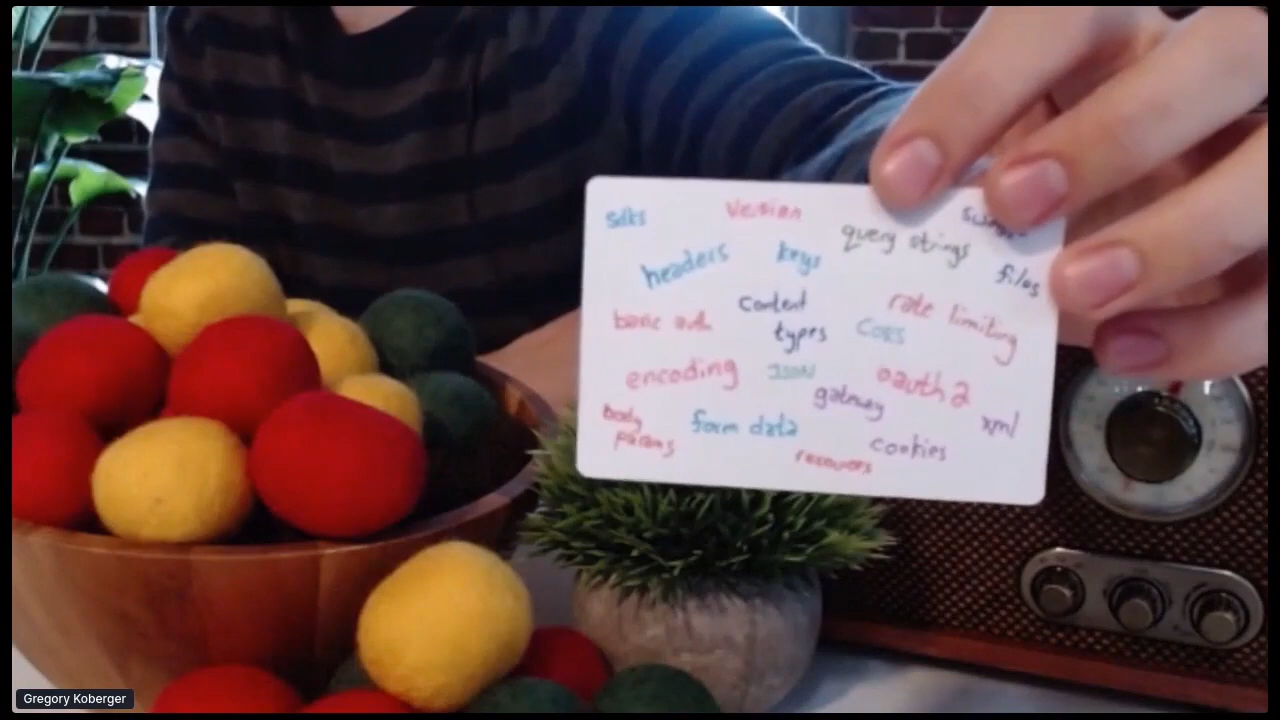 sdks
version
query strings
headers
keys
files
content
types
rate limiting
basic auth
CORS
encoding
JSON
oauth 2
gateway
body
params
form data
xml
cookies
resources
Gregory Koberger